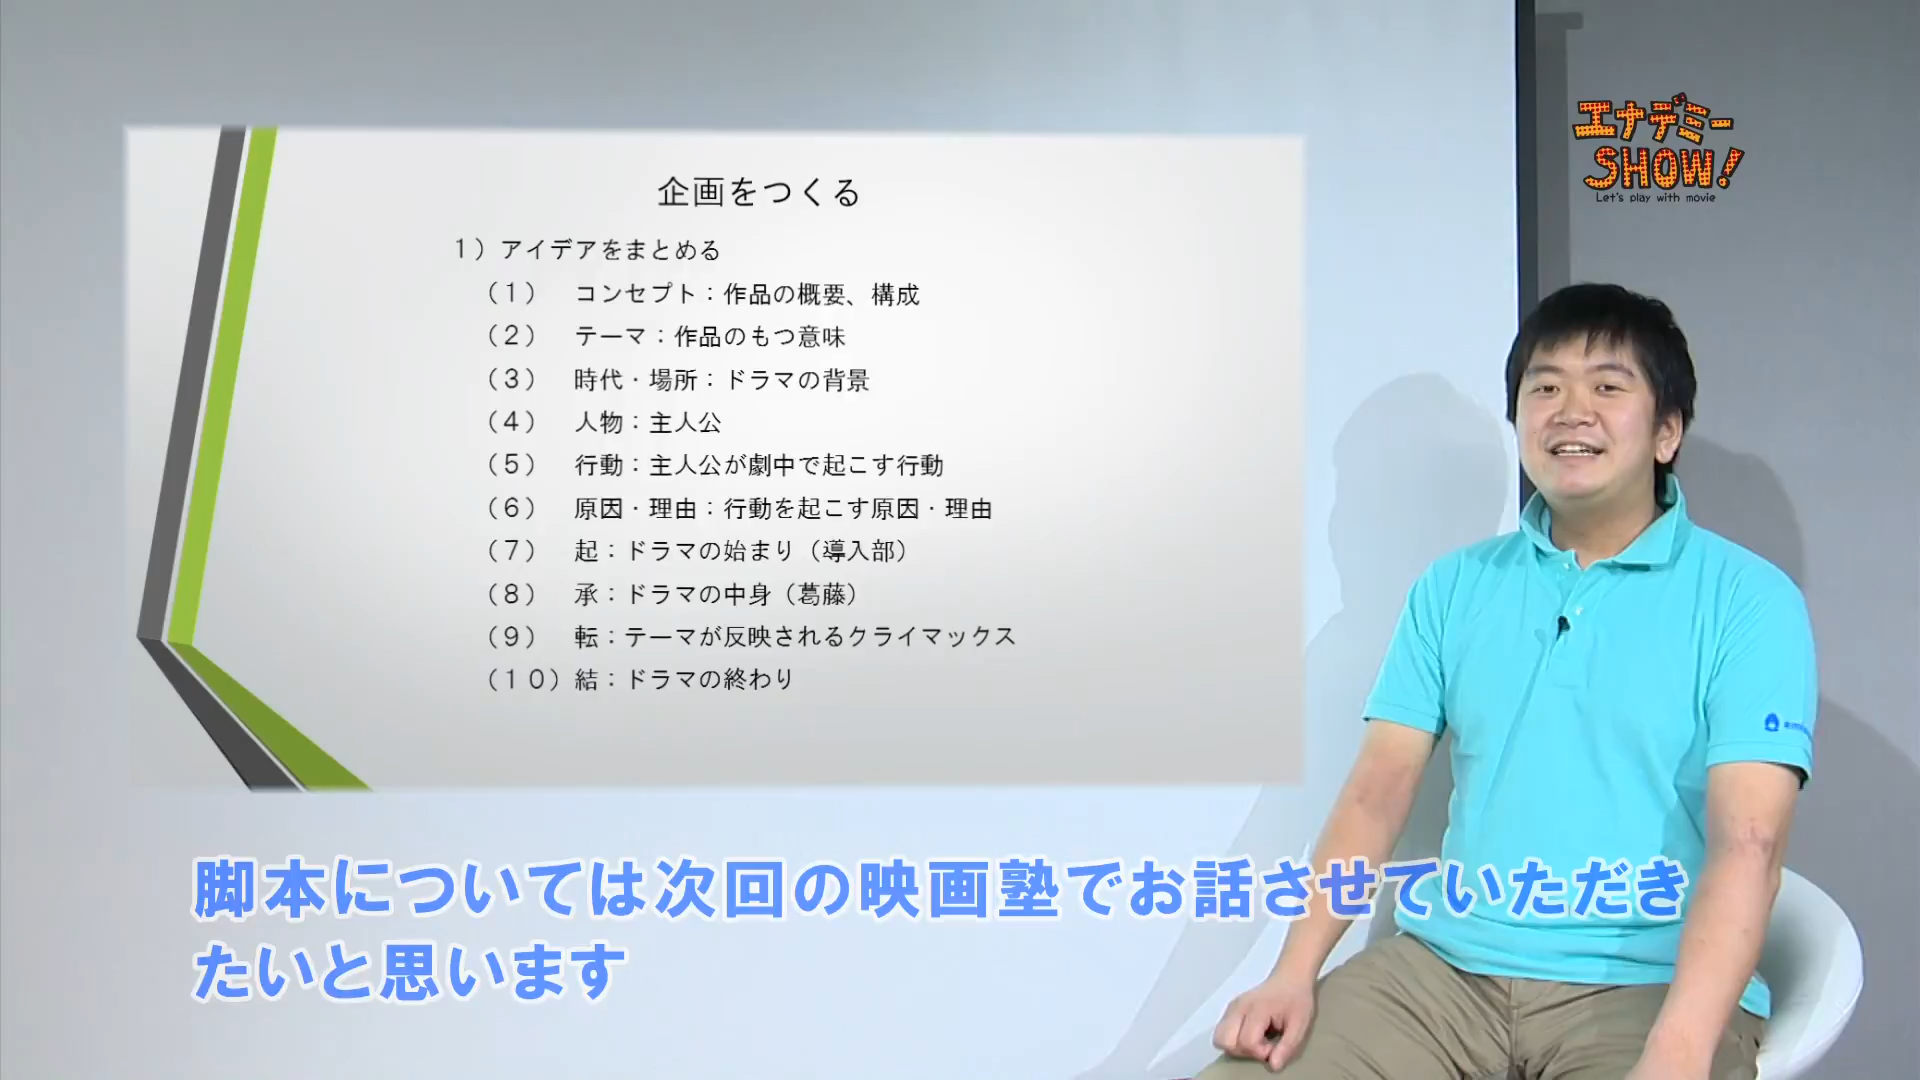 エナデミー
SHOW!
Let's play with movie
企画をつくる
1）アイデアをまとめる
（1）　コンセプト：作品の概要、構成
（2）　テーマ：作品のもつ意味
（3）　時代・場所：ドラマの背景
（4）　人物：主人公
（5）　行動：主人公が劇中で起こす行動
（6）　原因・理由：行動を起こす原因・理由
（7）　起：ドラマの始まり（導入部）
（8）　承：ドラマの中身（葛藤）
（9）　転：テーマが反映されるクライマックス
（10）結：ドラマの終わり
脚本については次回の映画塾でお話させていただき
たいと思います